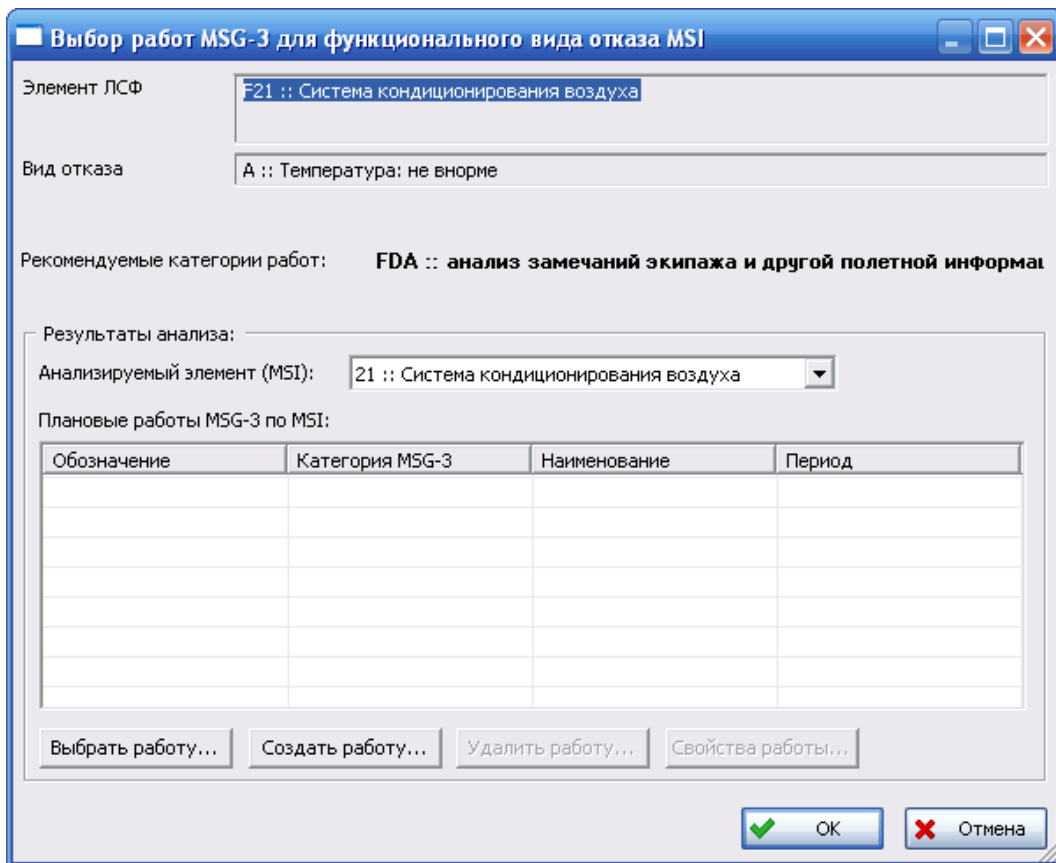 Выбор работ MSG-3 для функционального вида отказа MSI
Элемент ЛСФ
F21 :: Система кондиционирования воздуха
Вид отказа
А :: Температура: не внорме
Рекомендуемые категории работ:
FDA :: анализ замечаний экипажа и другой полетной информац
Результаты анализа:
Анализируемый элемент (MSI):
21 :: Система кондиционирования воздуха
Плановые работы MSG-3 по MSI:
Обозначение Категория MSG-3 Наименование Период
Выбрать работу... Создать работу... Удалить работу... Свойства работы...
OK Отмена